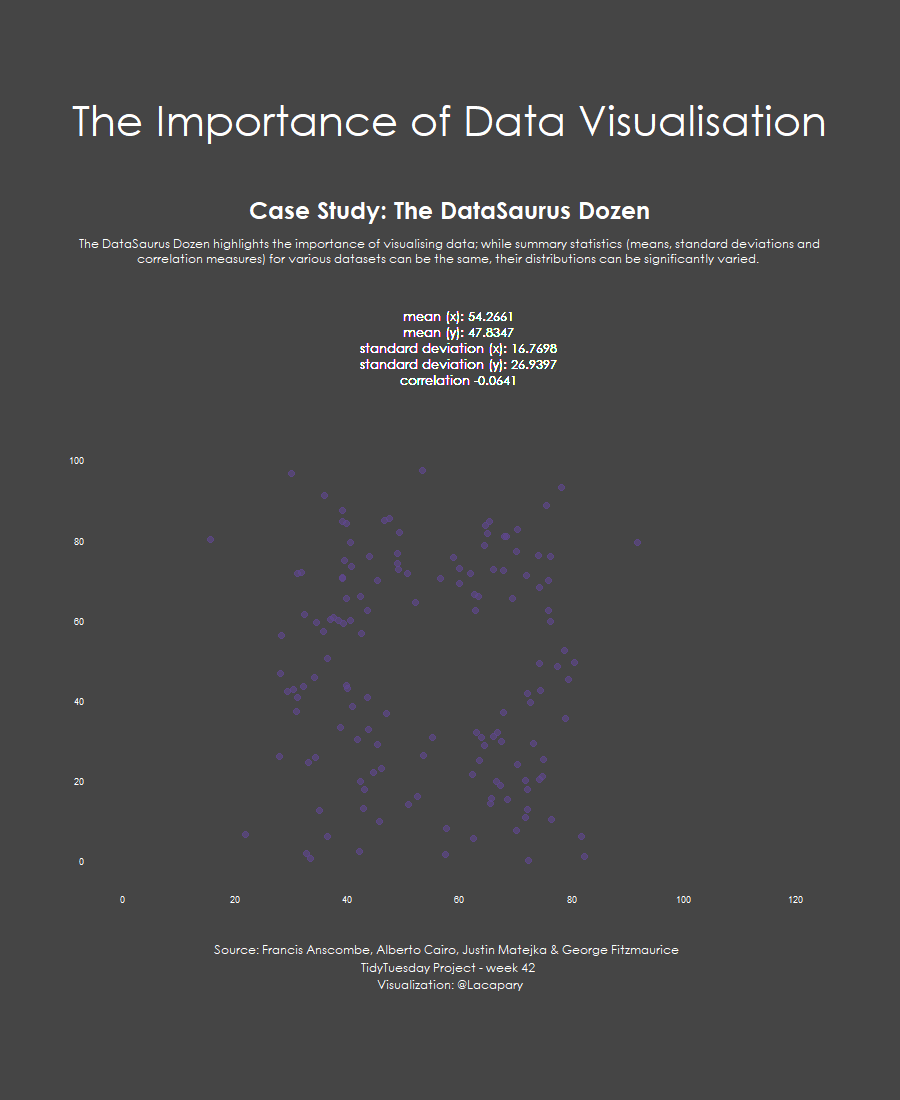 The Importance of Data Visualisation
Case Study: The DataSaurus Dozen
The DataSaurus Dozen highlights the importance of visualising data; while summary statistics (means, standard deviations and
correlation measures) for various datasets can be the same, their distributions can be significantly varied.
mean (x): 54.2661
mean (y): 47.8347
standard deviation (x): 16.7698
standard deviation (y): 26.9397
correlation -0.0641
100
80
60
40
20
0
0 20 40 60 80 100 120
Source: Francis Anscombe, Alberto Cairo, Justin Matejka & George Fitzmaurice
TidyTuesday Project - week 42
Visualization: @Lacapary